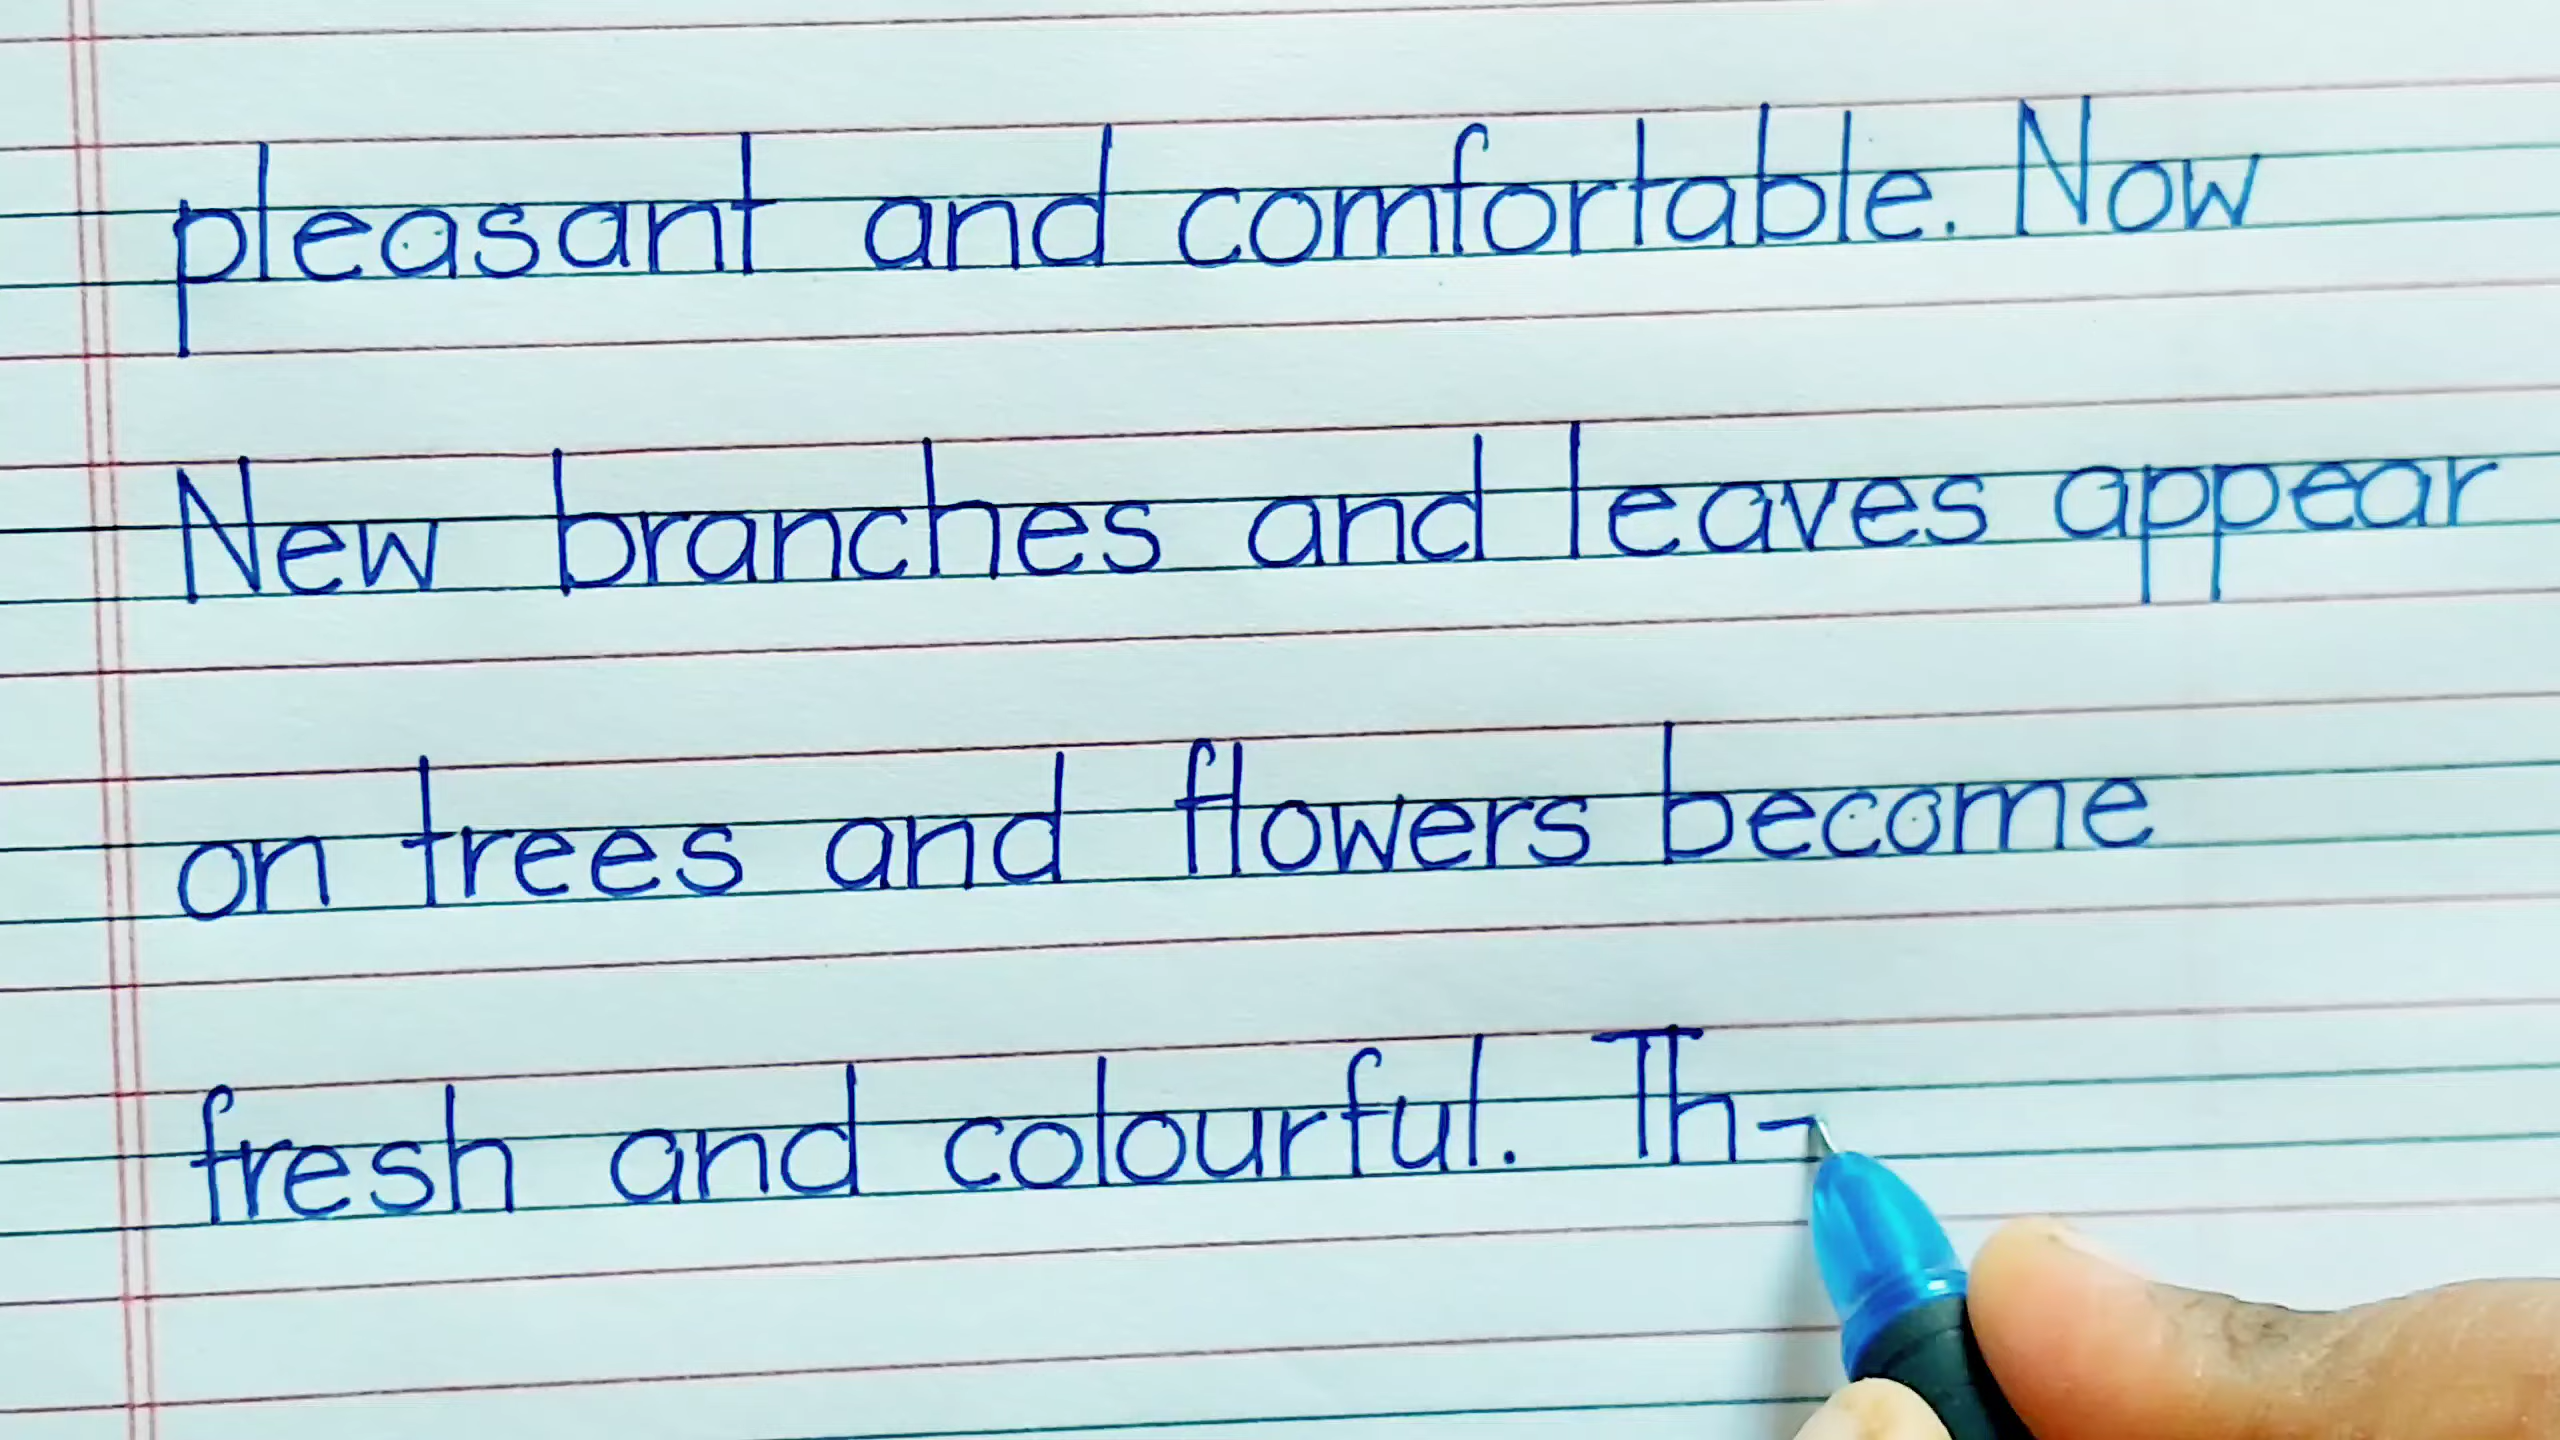 pleasant and comfortable. Now
New branches and leaves appear
on trees and flowers become
fresh and colourful. Th